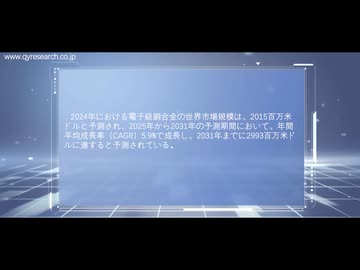 www.qyresearch.co.jp
2024年における電子級銅合金の世界市場規模は、2015百万米
ドルと予測され、2025年から2031年の予測期間において、年間
平均成長率（CAGR）5.9%で成長し、2031年までに2993百万米ド
ルに達すると予測されている。